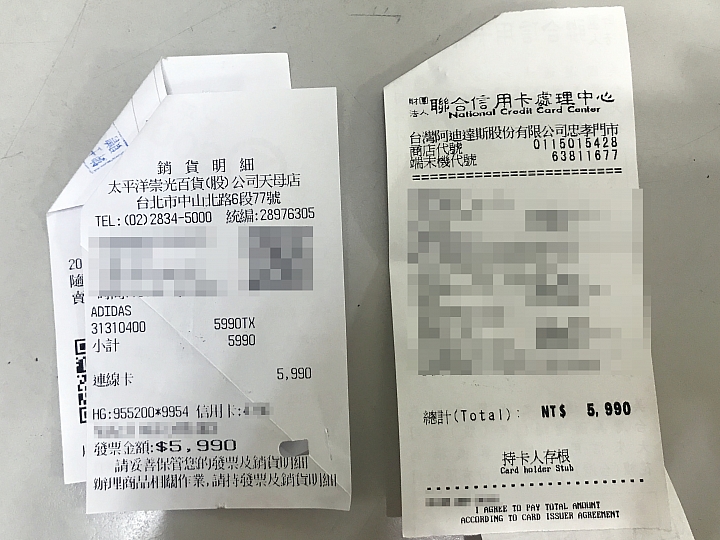 20
隨
賣
銷貨明細
太平洋崇光百貨(股)公司天母店
台北市中山北路6段77號
TEL:(02)2834-5000 統編:28976305
ADIDAS
31310400 5990TX
小計 5990
連線卡 5,990
HG:955200*9954 信用卡:
發票金額:$5,990
請妥善保管您的發票及銷貨明細
辦理商品相關作業,請持發票及銷貨明細
財團法人 聯合信用卡處理中心
National Credit Card Center
台灣阿迪達斯股份有限公司忠孝門市
商店代號 0115015428
端末機代號 63811677
總計(Total): NT$ 5,990
持卡人存根
Card holder Stub
I AGREE TO PAY TOTAL AMOUNT
ACCORDING TO CARD ISSUER AGREEMENT